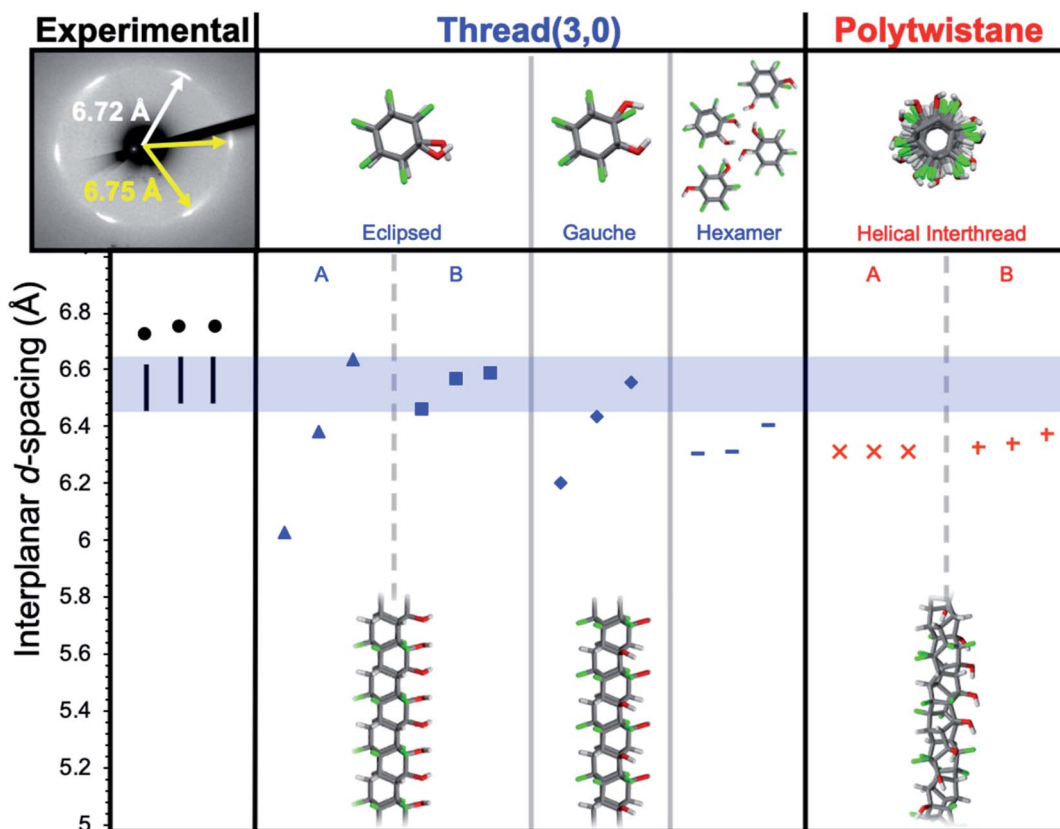 Experimental Thread(3,0) Polytwistane
6.72 Å
6.75 Å
Eclipsed Gauche Hexamer Helical Interthread
A B A B
Interplanar d-spacing (Å)
6.8
6.6
6.4
6.2
6
5.8
5.6
5.4
5.2
5